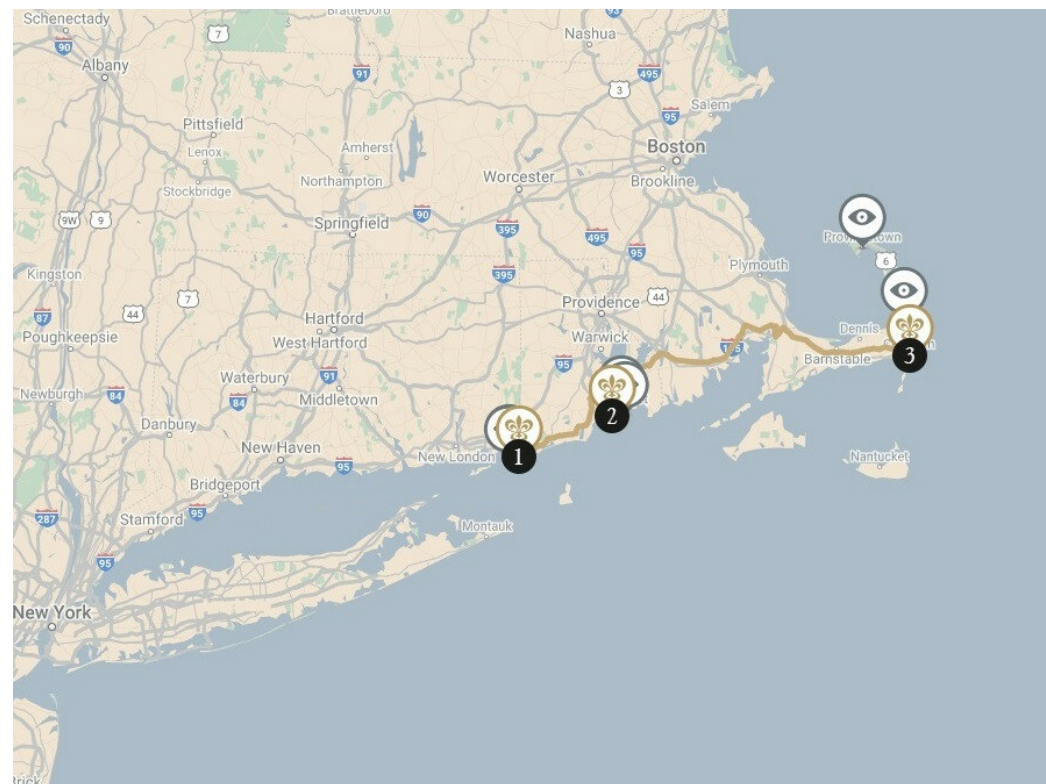 Schenectady
Brattleboro
93
7
Nashua
90
Albany
91
495
3
95
Salem
Pittsfield
Amherst
Boston
Lenox
Worcester
Brookline
Northampton
Stockbridge
90
9W
9
Springfield
395
495
95
6
Plymouth
Kingston
395
7
Providence
44
87
44
Hartford
Warwick
Dennis
Poughkeepsie
West Hartford
95
3
91
Barnstable
Waterbury
Newburgh
84
84
Middletown
2
Danbury
New Haven
New London
1
Nantucket
95
95
Bridgeport
287
Stamford
95
Montauk
95
New York
Brick